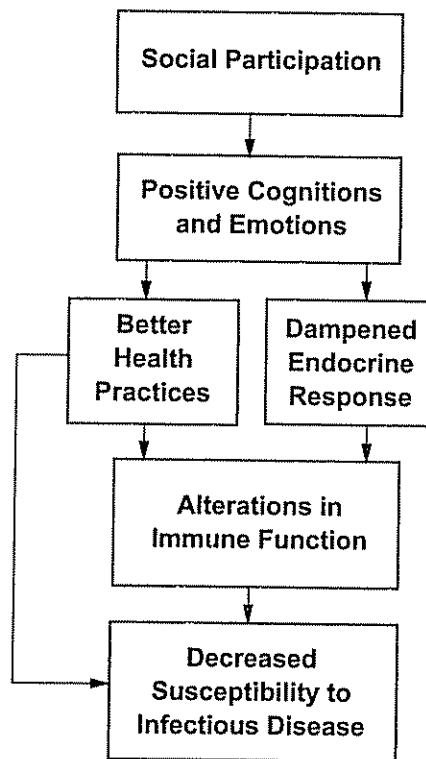 Social Participation
Positive Cognitions
and Emotions
Better
Health
Practices
Dampened
Endocrine
Response
Alterations in
Immune Function
Decreased
Susceptibility to
Infectious Disease